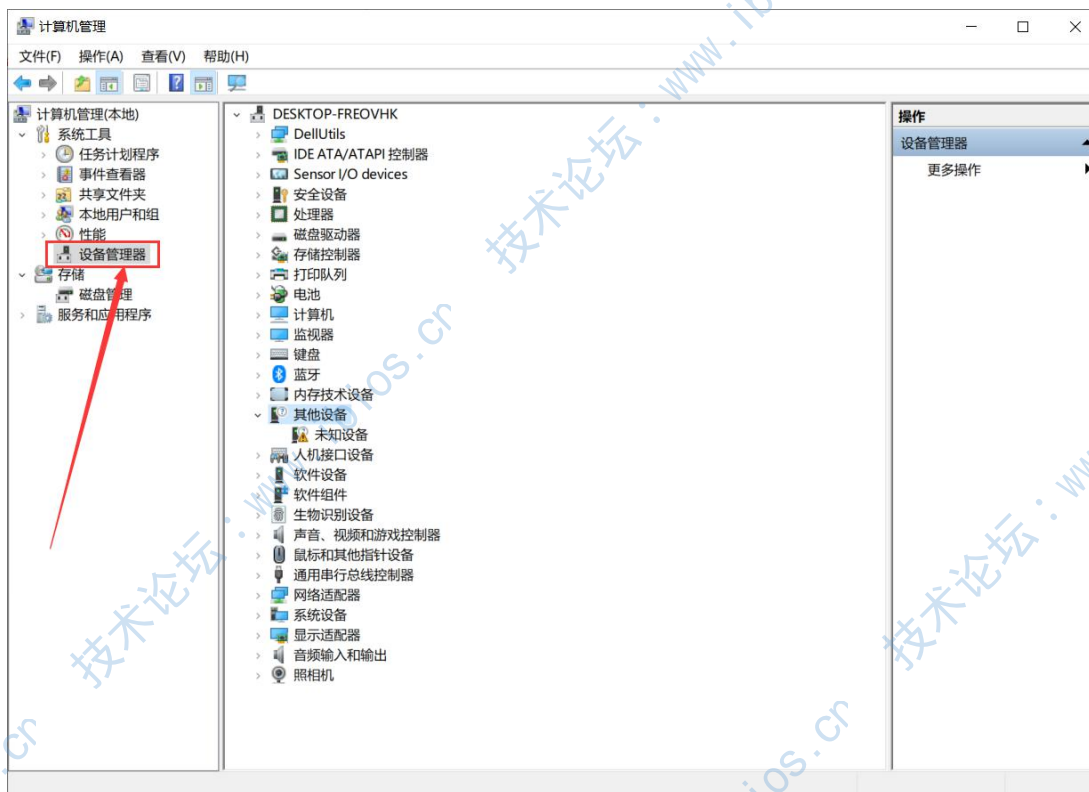 计算机管理
文件(F) 操作(A) 查看(V) 帮助(H)
计算机管理(本地)
系统工具
任务计划程序
事件查看器
共享文件夹
本地用户和组
性能
设备管理器
存储
磁盘管理
服务和应用程序
DESKTOP-FREOVHK
DellUtils
IDE ATA/ATAPI 控制器
Sensor I/O devices
安全设备
处理器
磁盘驱动器
存储控制器
打印队列
电池
计算机
监视器
键盘
蓝牙
内存技术设备
其他设备
未知设备
人机接口设备
软件设备
软件组件
生物识别设备
声音、视频和游戏控制器
鼠标和其他指针设备
通用串行总线控制器
网络适配器
系统设备
显示适配器
音频输入和输出
照相机
操作
设备管理器
更多操作
技术论坛：www.ib
技术论坛：www.ibios.cn
技术论坛：ww
.cn
ios.cn